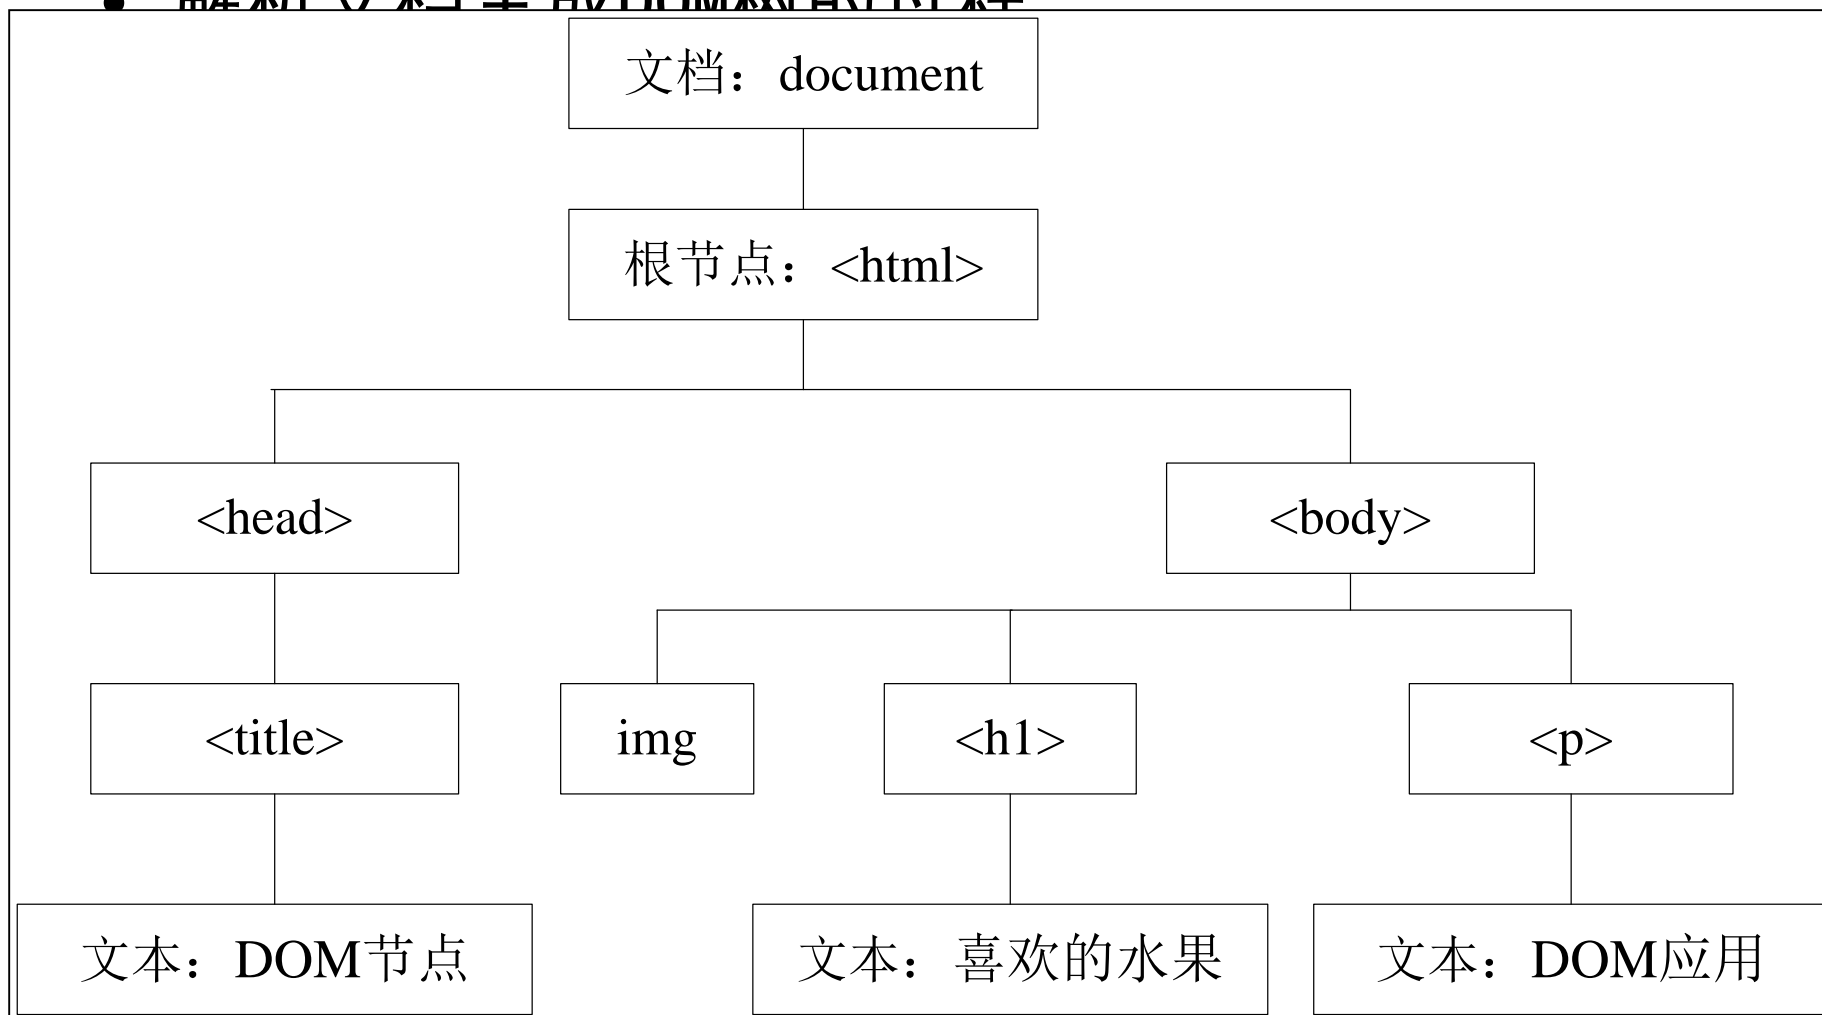 文档：document
根节点：<html>
<head>
<body>
<title>
img
<h1>
<p>
文本：DOM节点
文本：喜欢的水果
文本：DOM应用